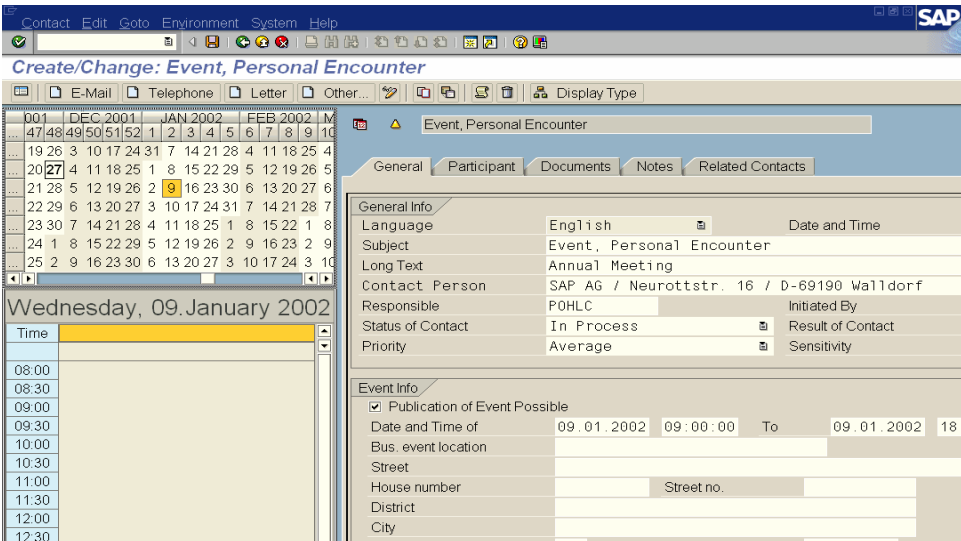 Contact Edit Goto Environment System Help
SAP
Create/Change: Event, Personal Encounter
E-Mail Telephone Letter Other... Display Type
001 DEC 2001 JAN 2002 FEB 2002 M
... 47 48 49 50 51 52 1 2 3 4 5 6 7 8 9 10
... 19 26 3 10 17 24 31 7 14 21 28 4 11 18 25 4
... 20 27 4 11 18 25 1 8 15 22 29 5 12 19 26 5
... 21 28 5 12 19 26 2 9 16 23 30 6 13 20 27 6
... 22 29 6 13 20 27 3 10 17 24 31 7 14 21 28 7
... 23 30 7 14 21 28 4 11 18 25 1 8 15 22 1 8
... 24 1 8 15 22 29 5 12 19 26 2 9 16 23 2 9
... 25 2 9 16 23 30 6 13 20 27 3 10 17 24 3 10
Wednesday, 09.January 2002
Time
08:00
08:30
09:00
09:30
10:00
10:30
11:00
11:30
12:00
12:30
Event, Personal Encounter
General Participant Documents Notes Related Contacts
General Info
Language English Date and Time
Subject Event, Personal Encounter
Long Text Annual Meeting
Contact Person SAP AG / Neurottstr. 16 / D-69190 Walldorf
Responsible POHLC Initiated By
Status of Contact In Process Result of Contact
Priority Average Sensitivity
Event Info
Publication of Event Possible
Date and Time of 09.01.2002 09:00:00 To 09.01.2002 18
Bus. event location
Street
House number Street no.
District
City